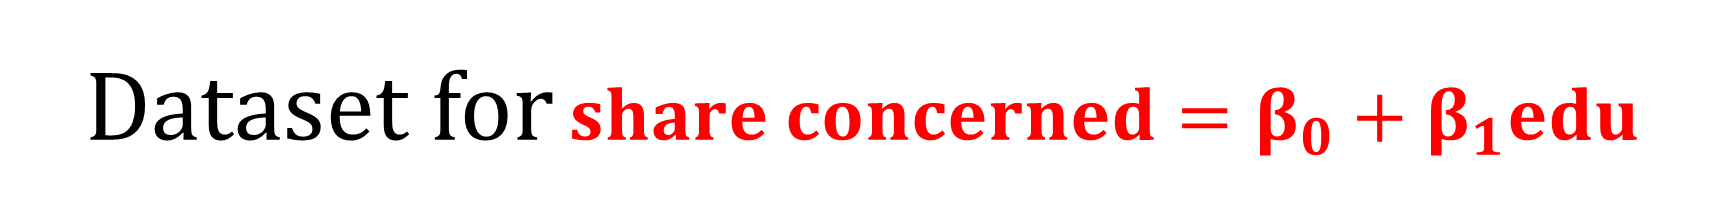 Dataset for share concerned = β₀ + β₁edu